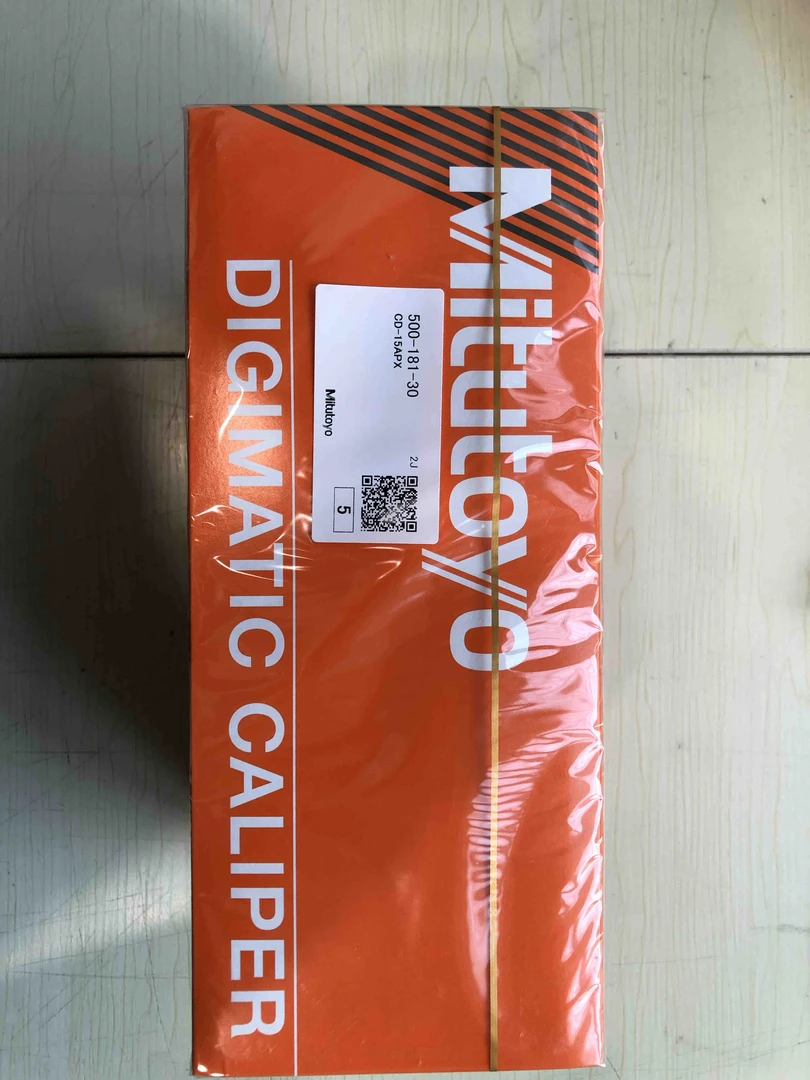 Mitutoyo
500-181-30
CD-15APX
2J
Mitutoyo
5
DIGIMATIC CALIPER